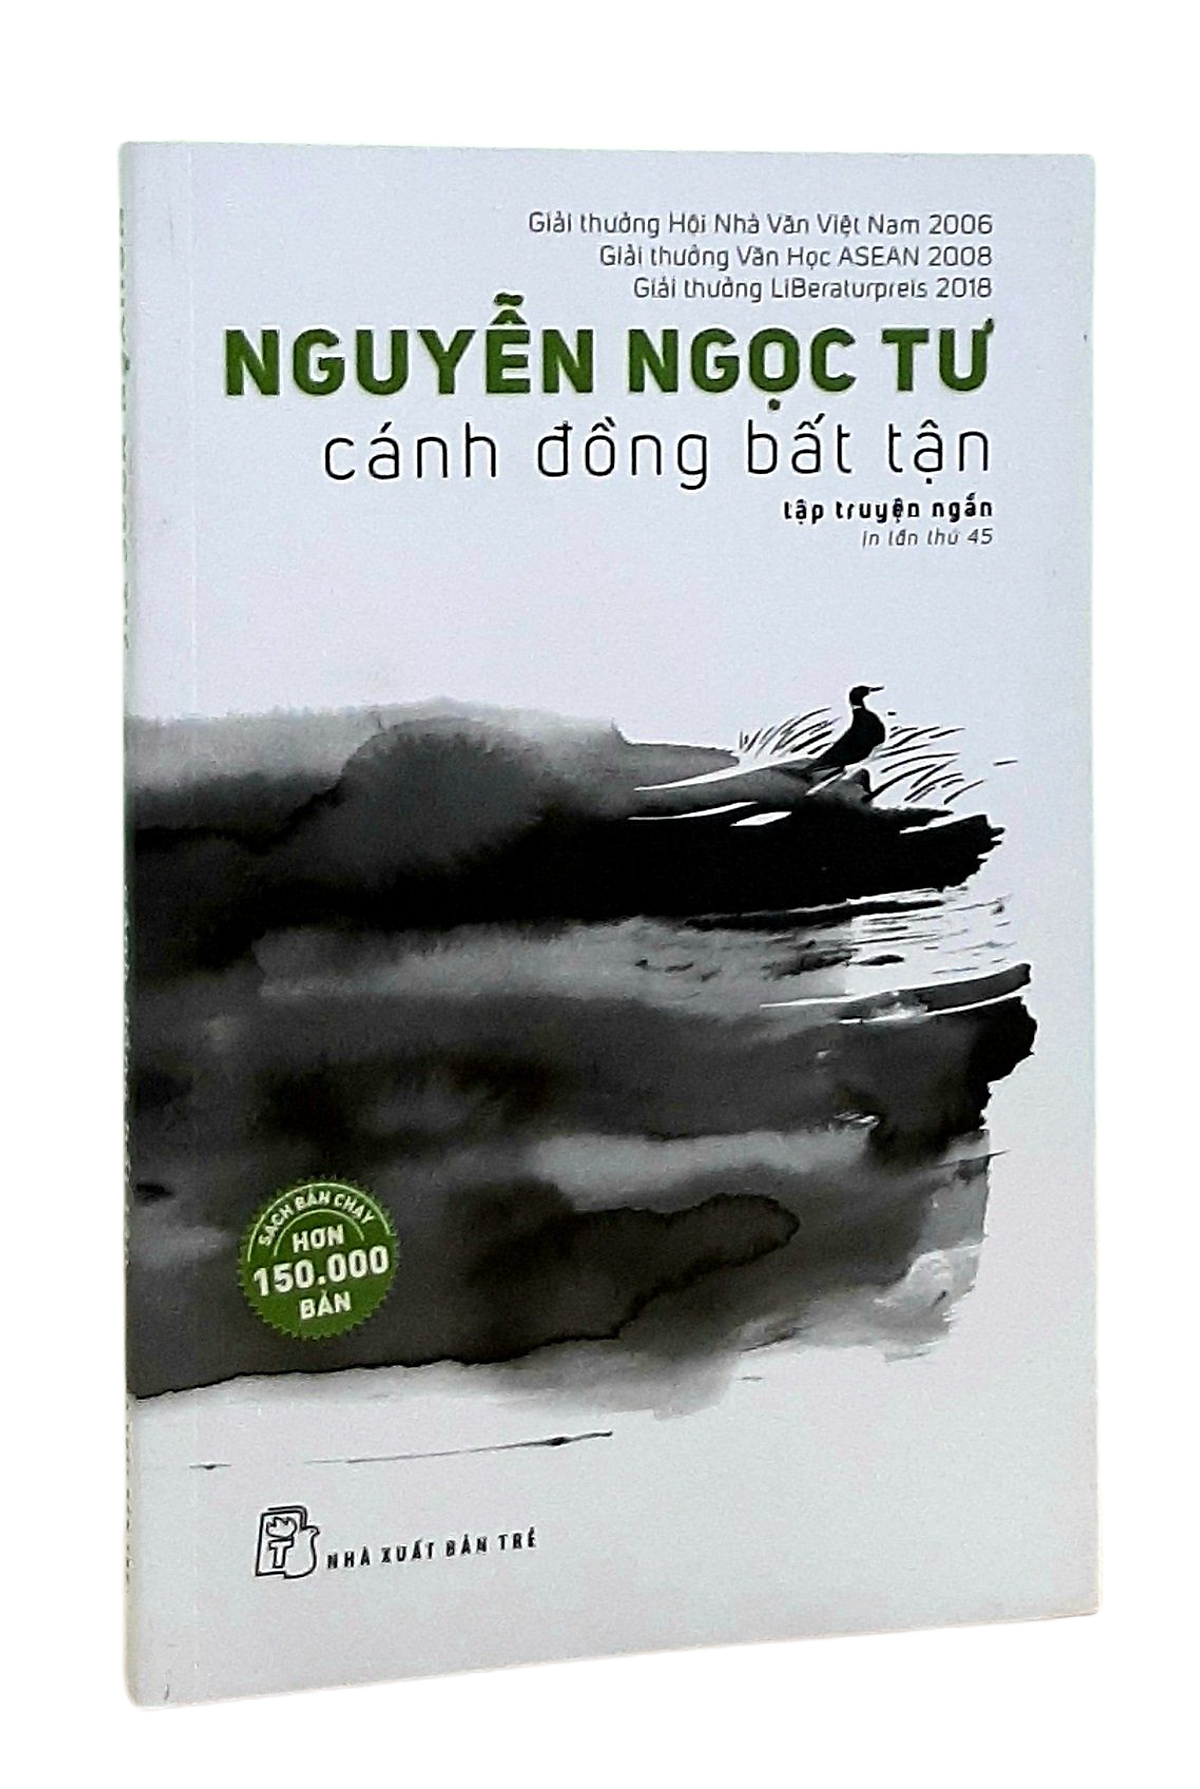 Giải thưởng Hội Nhà Văn Việt Nam 2006
Giải thưởng Văn Học ASEAN 2008
Giải thưởng LiBeraturpreis 2018
NGUYỄN NGỌC TƯ
cánh đồng bất tận
tập truyện ngắn
in lần thứ 45
SÁCH BÁN CHẠY
HƠN
150.000
BẢN
T
NHÀ XUẤT BẢN TRẺ